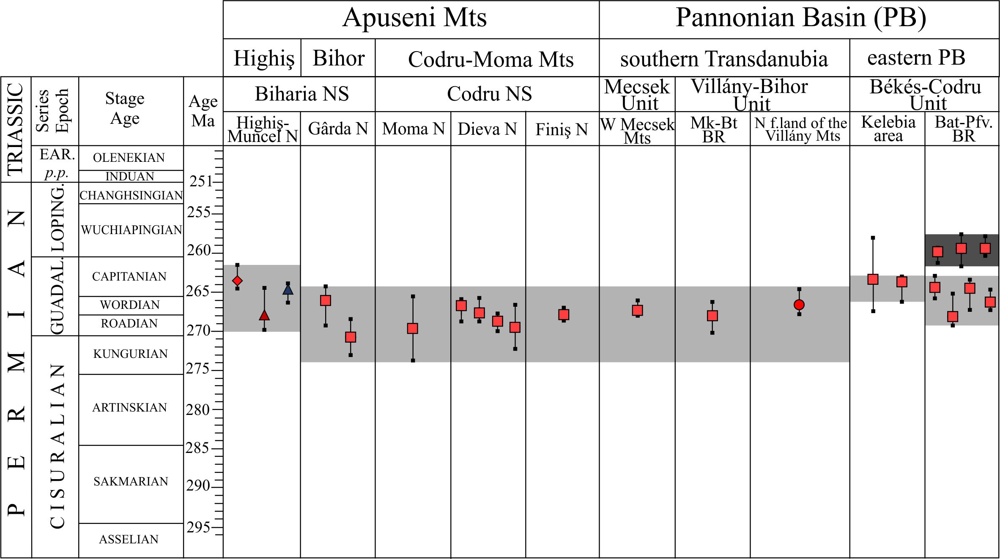 Apuseni Mts
Pannonian Basin (PB)
Highiş
Bihor
Codru-Moma Mts
southern Transdanubia
eastern PB
TRIASSIC
Series
Epoch
Stage
Age
Age
Ma
Biharia NS
Codru NS
Mecsek
Unit
Villány-Bihor
Unit
Békés-Codru
Unit
Highiş-
Muncel N
Gârda N
Moma N
Dieva N
Finiş N
W Mecsek
Mts
Mk-Bt
BR
N f.land of the
Villány Mts
Kelebia
area
Bat-Pfv.
BR
EAR.
p.p.
OLENEKIAN
INDUAN
251
PERMIAN
LOPING.
CHANGHSINGIAN
255
WUCHIAPINGIAN
260
GUADAL.
CAPITANIAN
265
WORDIAN
ROADIAN
270
CISURALIAN
KUNGURIAN
275
ARTINSKIAN
280
285
SAKMARIAN
290
295
ASSELIAN